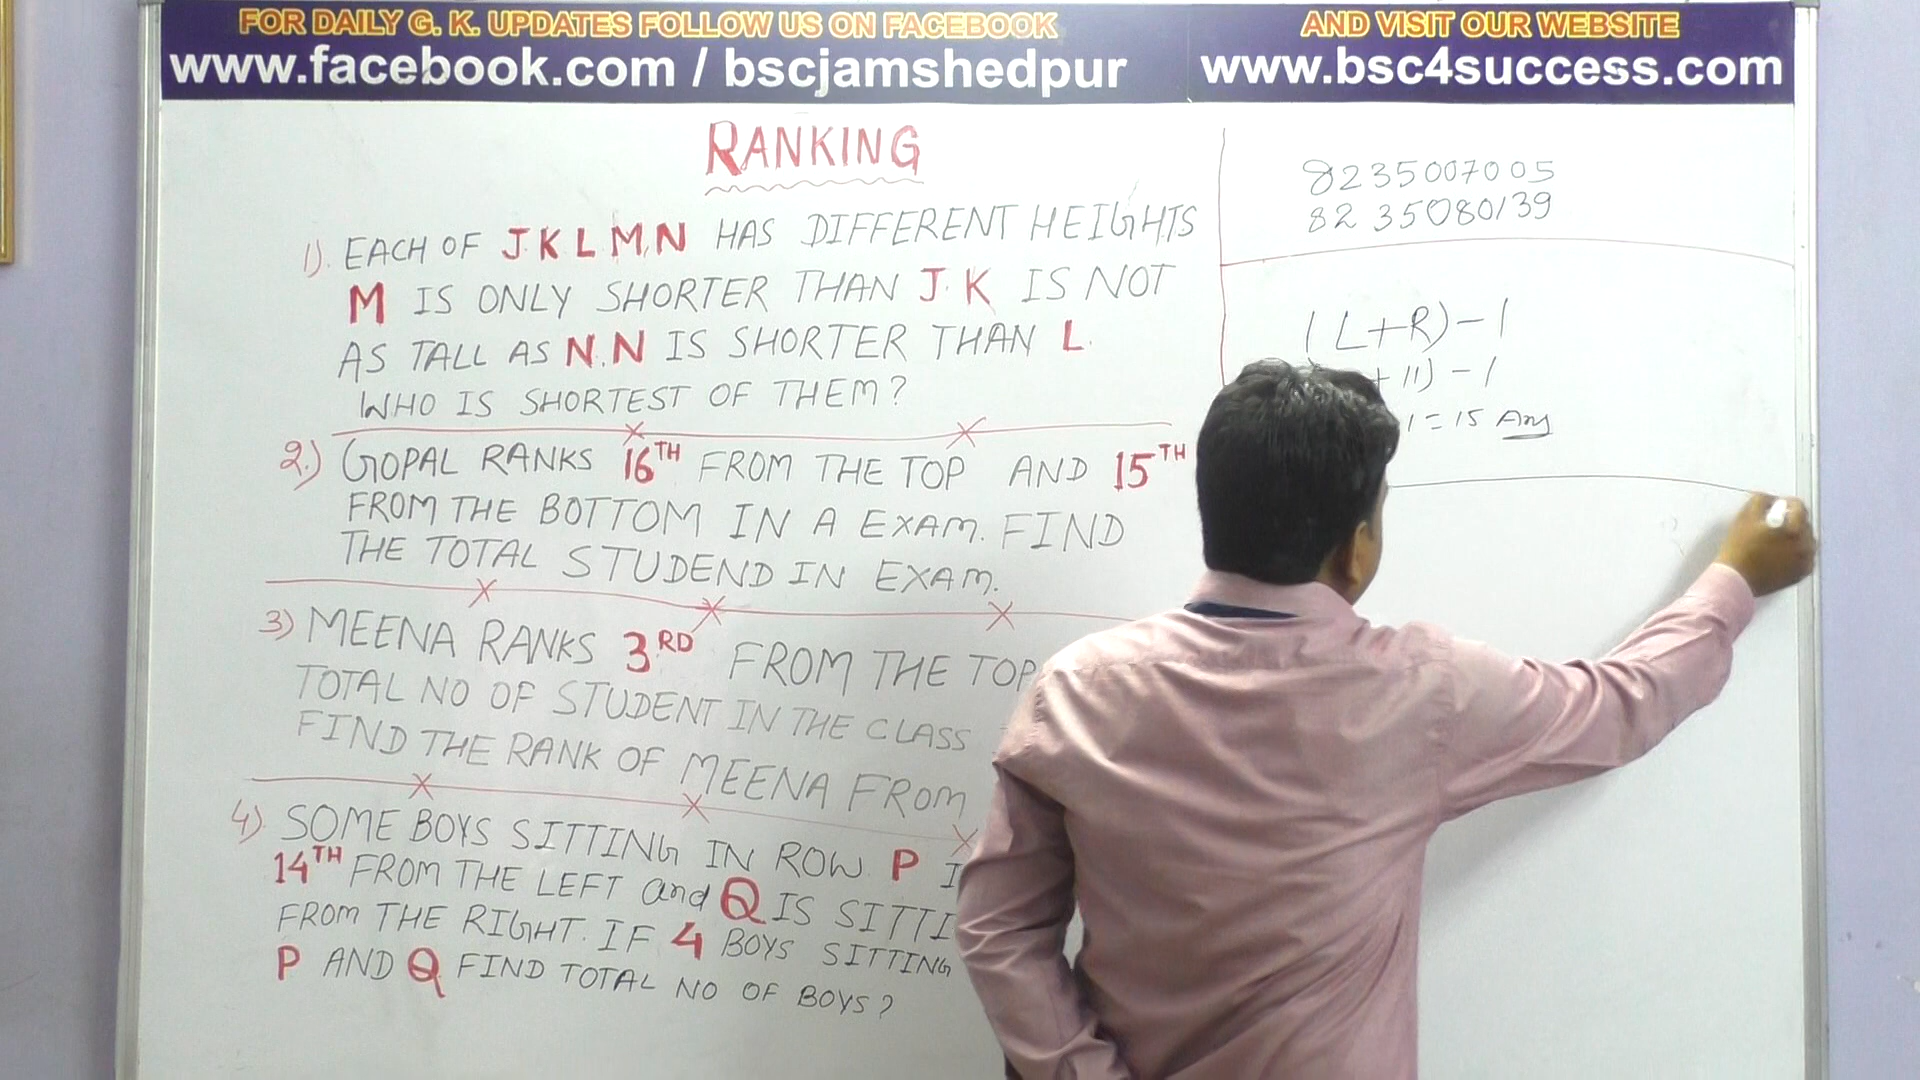 FOR DAILY G. K. UPDATES FOLLOW US ON FACEBOOK
www.facebook.com / bscjamshedpur
AND VISIT OUR WEBSITE
www.bsc4success.com
RANKING
1). EACH OF J.K L M,N HAS DIFFERENT HEIGHTS
M IS ONLY SHORTER THAN J. K IS NOT
AS TALL AS N. N IS SHORTER THAN L.
WHO IS SHORTEST OF THEM?
2.) GOPAL RANKS 16TH FROM THE TOP AND 15TH
FROM THE BOTTOM IN A EXAM. FIND
THE TOTAL STUDEND IN EXAM.
3) MEENA RANKS 3RD FROM THE TOP
TOTAL NO OF STUDENT IN THE CLASS
FIND THE RANK OF MEENA FROM
4). SOME BOYS SITTING IN ROW. P
14TH FROM THE LEFT and Q IS SITTI
FROM THE RIGHT. IF 4 BOYS SITTING
P AND Q FIND TOTAL NO OF BOYS?
8235007005
8235080139
(L+R)-1
+11)-1
1=15 Ans